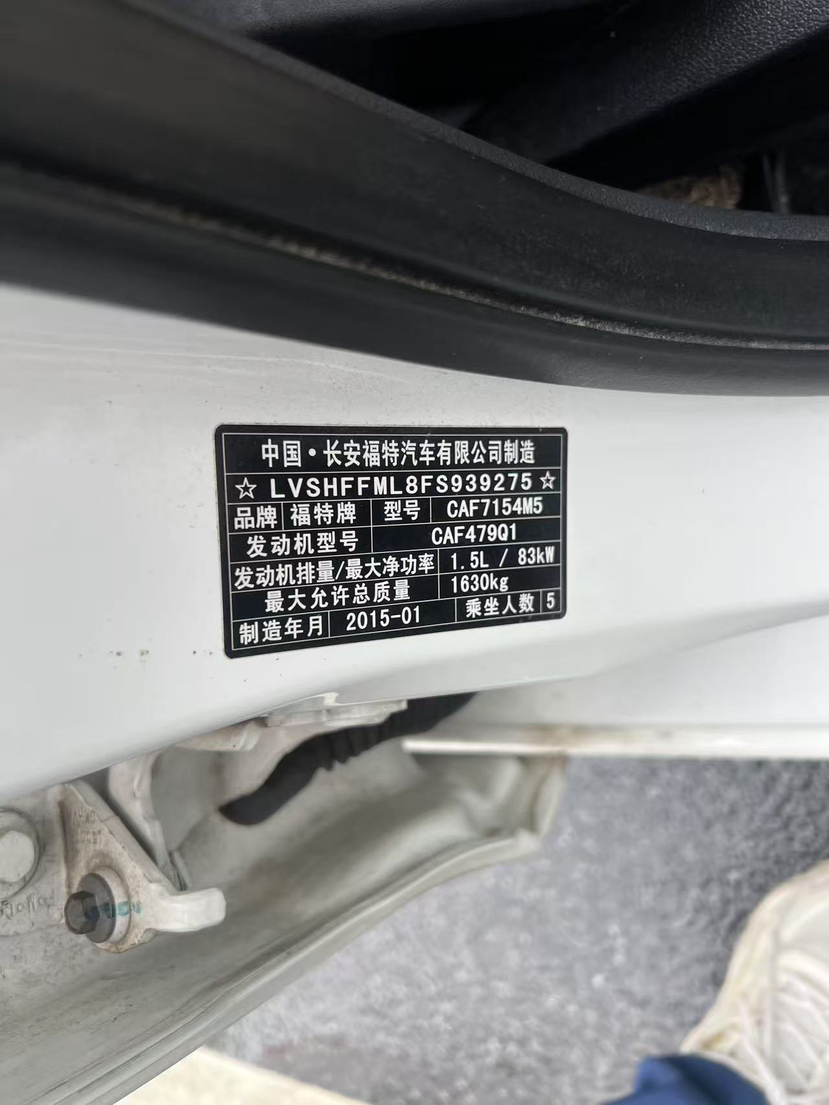 中国·长安福特汽车有限公司制造
☆LVSHFFML8FS939275☆
品牌 福特牌 型号 CAF7154M5
发动机型号 CAF479Q1
发动机排量/最大净功率 1.5L / 83kW
最大允许总质量 1630kg
制造年月 2015-01 乘坐人数 5